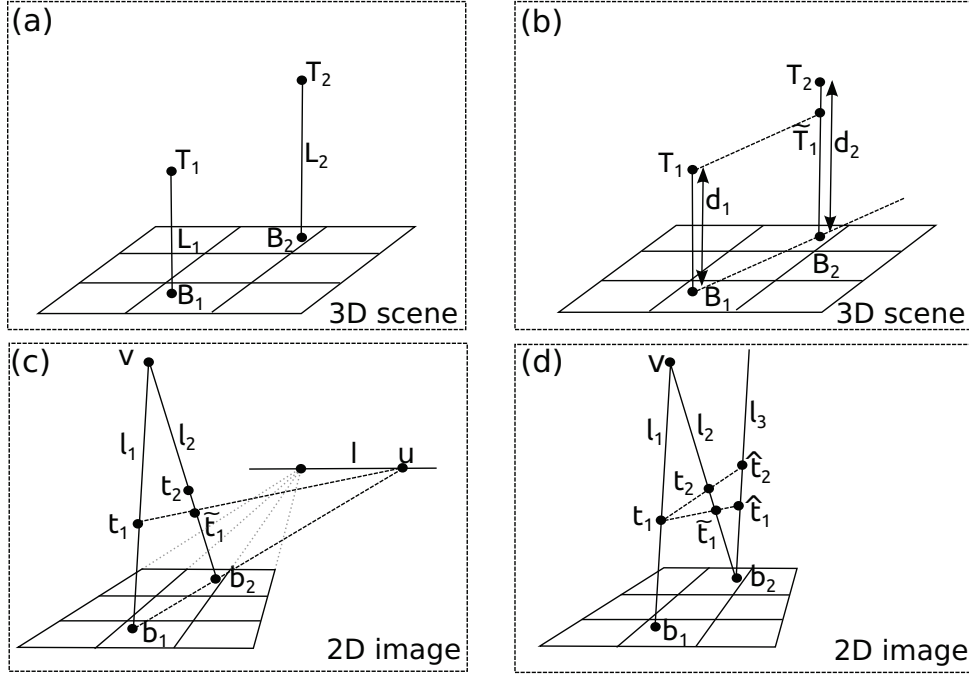 (a)
T₂
T₁
L₂
L₁
B₂
B₁
3D scene
(b)
T₂
T̃₁
d₂
T₁
d₁
B₂
B₁
3D scene
(c)
v
l₁
l₂
l
u
t₂
t₁
t̃₁
b₂
b₁
2D image
(d)
v
l₁
l₂
l₃
t̂₂
t₂
t̂₁
t₁
t̃₁
b₂
b₁
2D image